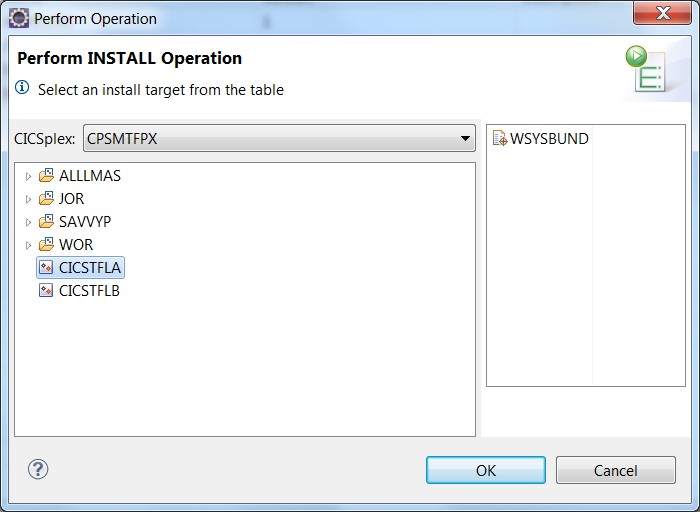 Perform Operation
Perform INSTALL Operation
Select an install target from the table
CICSplex: CPSMTFPX
ALLLMAS
JOR
SAVVYP
WOR
CICSTFLA
CICSTFLB
WSYSBUND
OK
Cancel